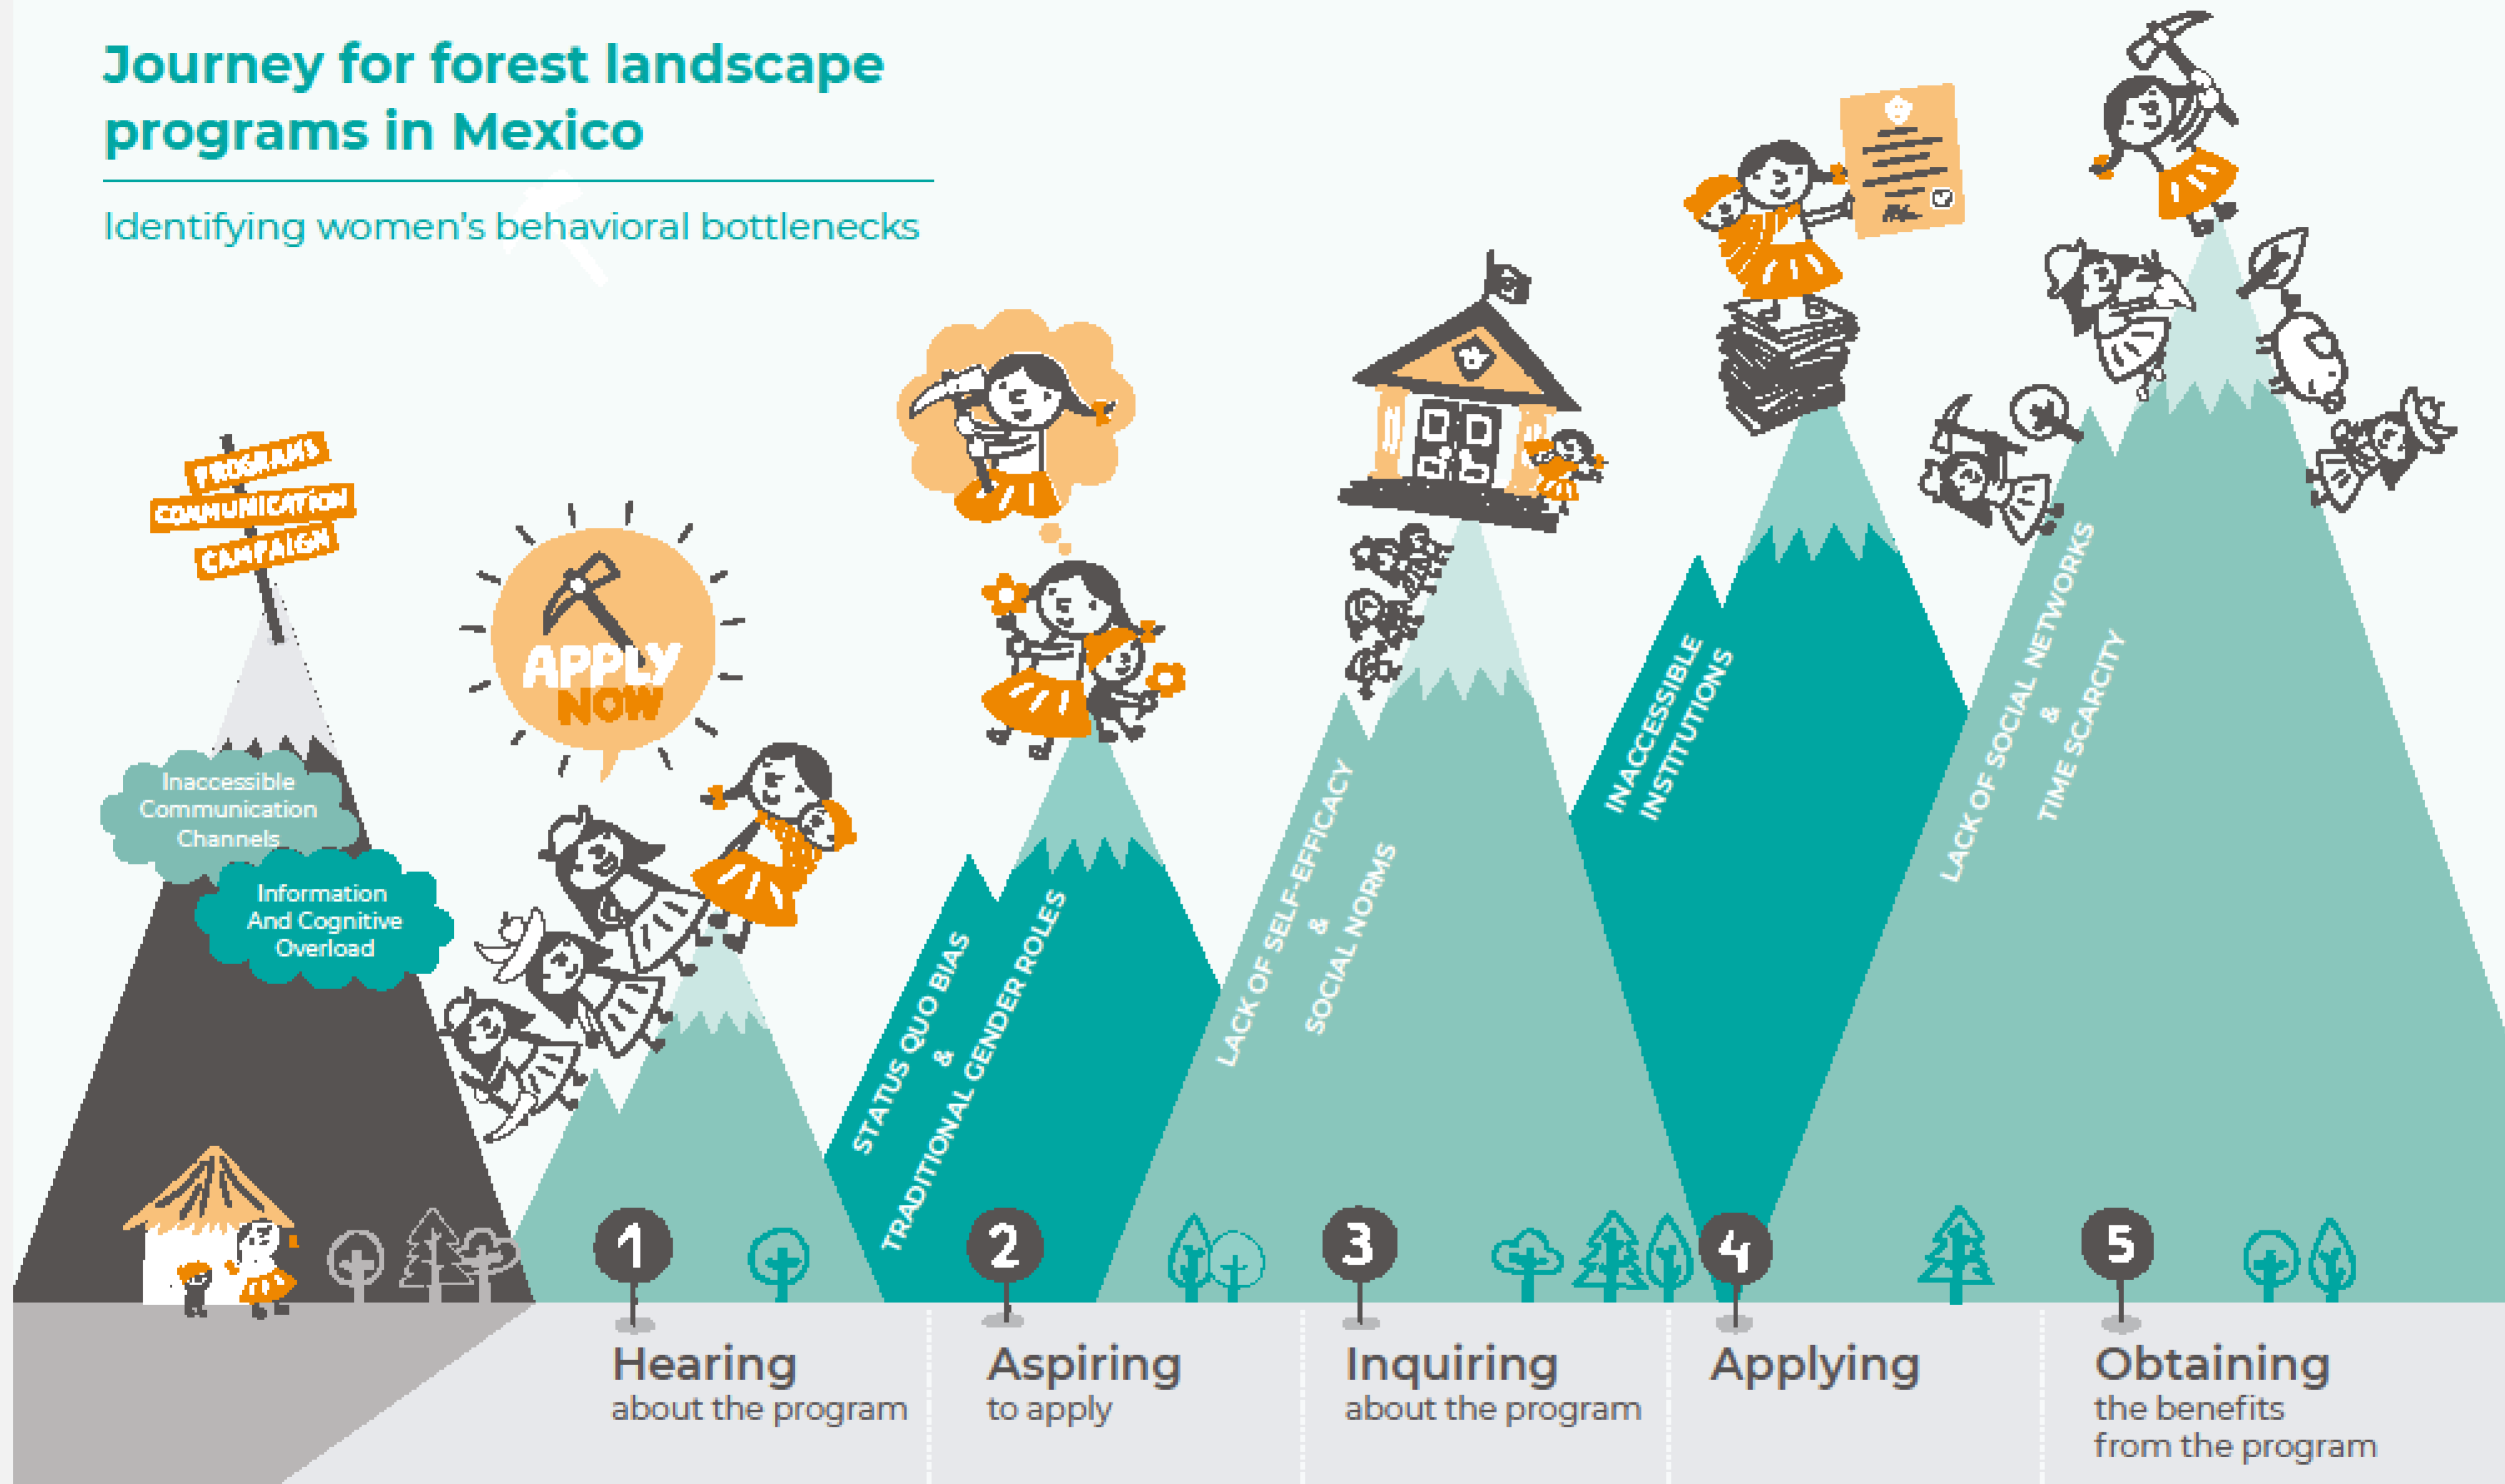 Journey for forest landscape
programs in Mexico
Identifying women's behavioral bottlenecks
PROGRAMS
COMMUNICATION
CAMPAIGN
APPLY
NOW
Inaccessible
Communication
Channels
Information
And Cognitive
Overload
STATUS QUO BIAS
&
TRADITIONAL GENDER ROLES
LACK OF SELF-EFFICACY
&
SOCIAL NORMS
INACCESSIBLE
INSTITUTIONS
LACK OF SOCIAL NETWORKS
&
TIME SCARCITY
1
Hearing
about the program
2
Aspiring
to apply
3
Inquiring
about the program
4
Applying
5
Obtaining
the benefits
from the program